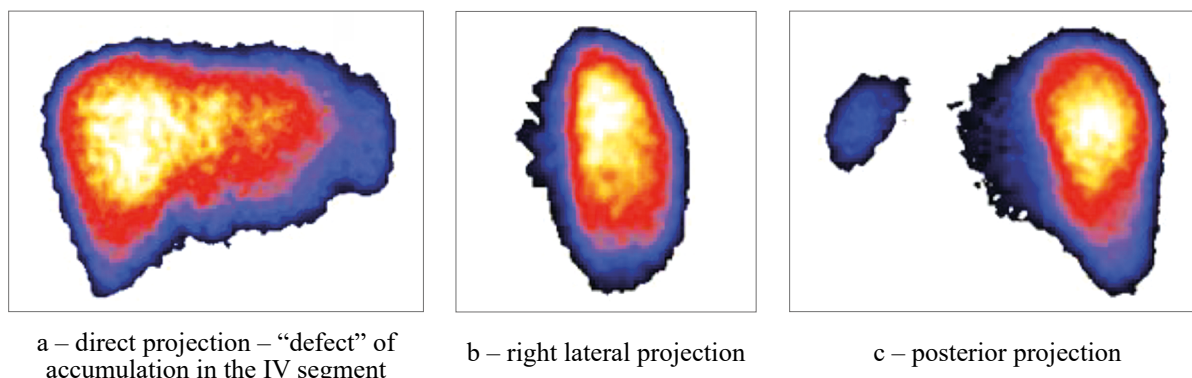 a – direct projection – “defect” of
accumulation in the IV segment
b – right lateral projection
c – posterior projection